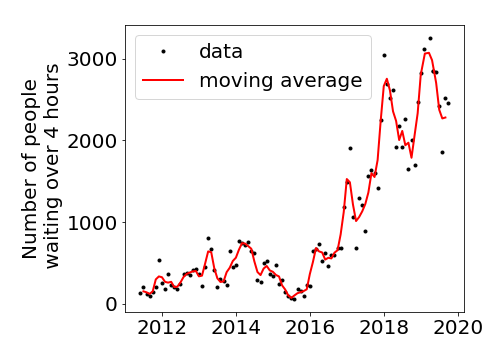 data
moving average
Number of people
waiting over 4 hours
3000
2000
1000
0
2012 2014 2016 2018 2020